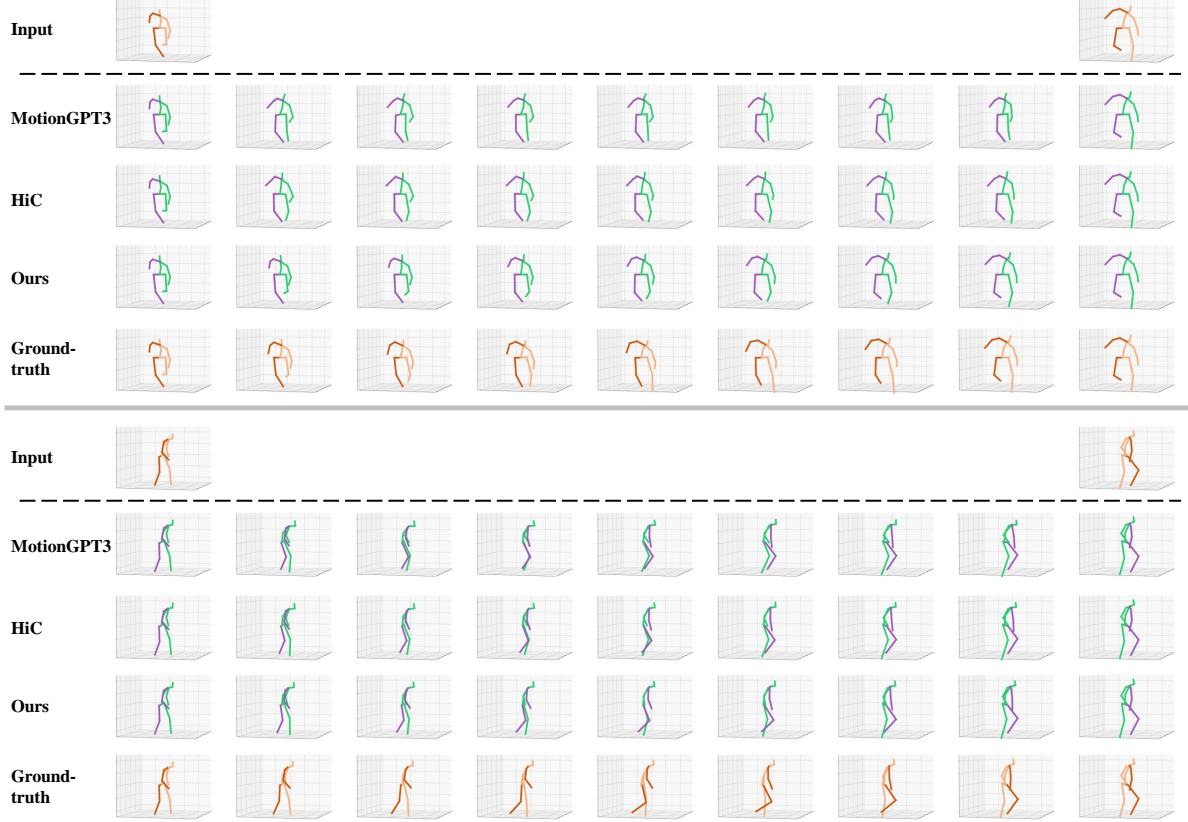 Input
MotionGPT3
HiC
Ours
Ground-
truth
Input
MotionGPT3
HiC
Ours
Ground-
truth